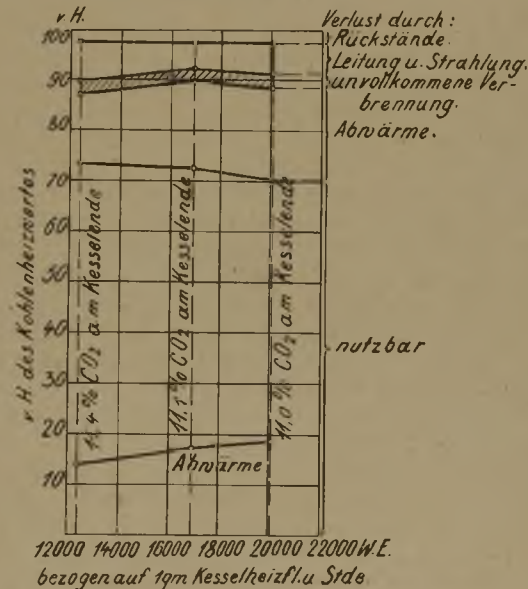 v.H.
100
90
80
70
60
50
40
30
20
10
v.H. des Kohlenheizwertes
Verlust durch:
Rückstände.
Leitung u. Strahlung.
unvollkommene Ver-
brennung.
Abwärme.
nutzbar
11,4% CO2 am Kesselende
11,1% CO2 am Kesselende
11,0% CO2 am Kesselende
Abwärme
12000 14000 16000 18000 20000 22000 W.E.
bezogen auf 1qm Kesselheizfl. u Stde